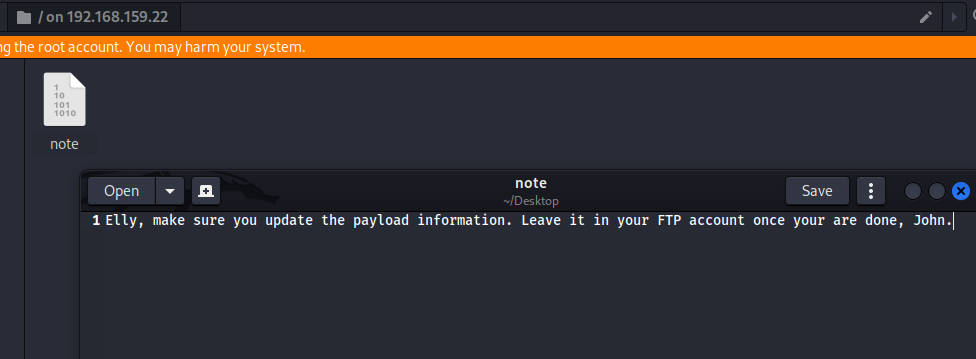 / on 192.168.159.22
ng the root account. You may harm your system.
1
10
101
1010
note
Open
note
~/Desktop
Save
1 Elly, make sure you update the payload information. Leave it in your FTP account once your are done, John.